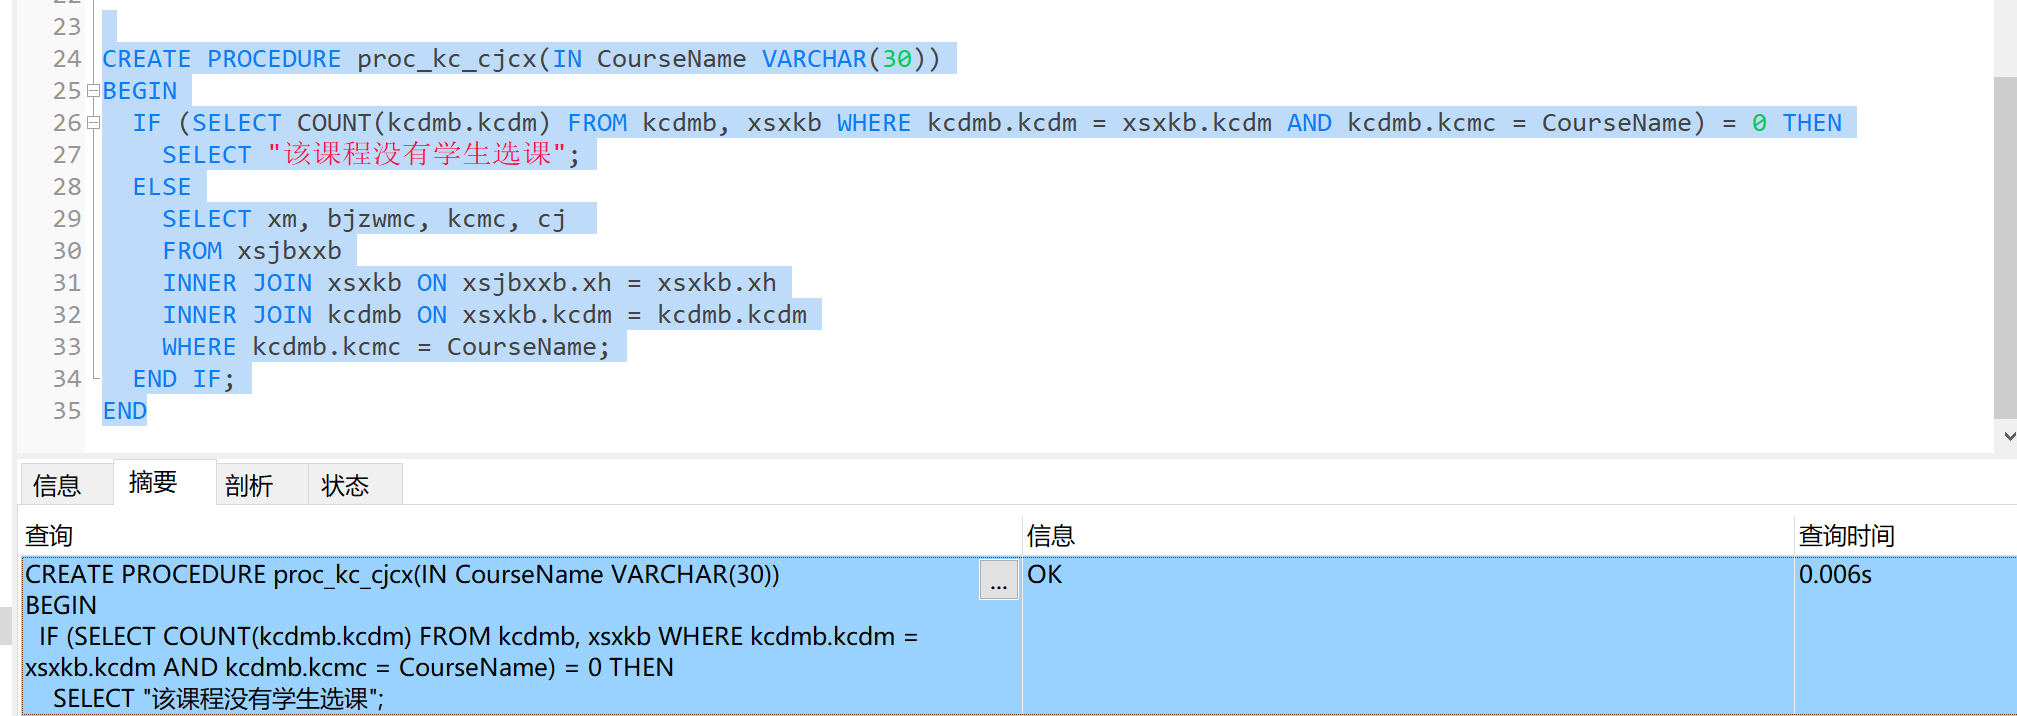 23
24 CREATE PROCEDURE proc_kc_cjcx(IN CourseName VARCHAR(30))
25 BEGIN
26 IF (SELECT COUNT(kcdmb.kcdm) FROM kcdmb, xsxkb WHERE kcdmb.kcdm = xsxkb.kcdm AND kcdmb.kcmc = CourseName) = 0 THEN
27 SELECT "该课程没有学生选课";
28 ELSE
29 SELECT xm, bjzwmc, kcmc, cj
30 FROM xsjbxxb
31 INNER JOIN xsxkb ON xsjbxxb.xh = xsxkb.xh
32 INNER JOIN kcdmb ON xsxkb.kcdm = kcdmb.kcdm
33 WHERE kcdmb.kcmc = CourseName;
34 END IF;
35 END
信息 摘要 剖析 状态
查询 信息 查询时间
CREATE PROCEDURE proc_kc_cjcx(IN CourseName VARCHAR(30)) ... OK 0.006s
BEGIN
IF (SELECT COUNT(kcdmb.kcdm) FROM kcdmb, xsxkb WHERE kcdmb.kcdm =
xsxkb.kcdm AND kcdmb.kcmc = CourseName) = 0 THEN
SELECT "该课程没有学生选课";